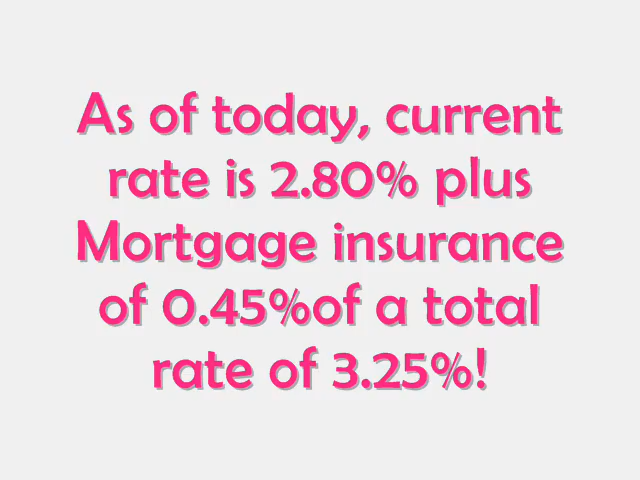 As of today, current
rate is 2.80% plus
Mortgage insurance
of 0.45%of a total
rate of 3.25%!